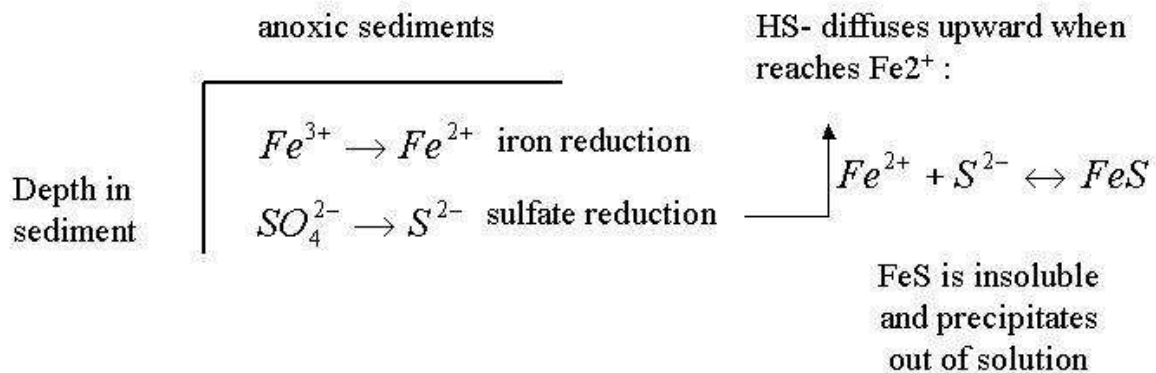 anoxic sediments
HS- diffuses upward when
reaches Fe2⁺ :
Fe³⁺ → Fe²⁺ iron reduction
Depth in
sediment
SO₄²⁻ → S²⁻ sulfate reduction
Fe²⁺ + S²⁻ ↔ FeS
FeS is insoluble
and precipitates
out of solution